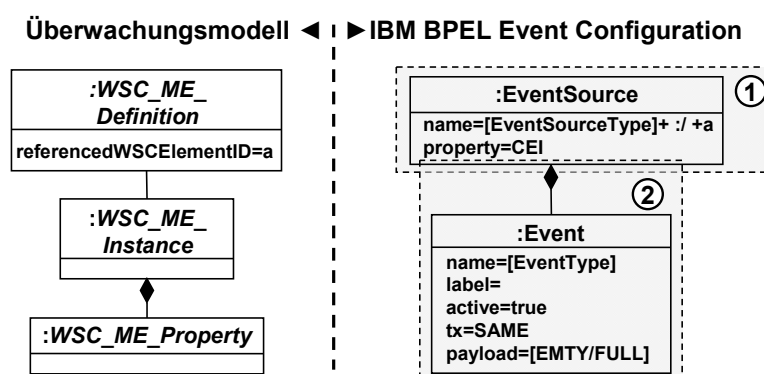 Überwachungsmodell ◄ ► IBM BPEL Event Configuration
:WSC_ME_
Definition
referencedWSCElementID=a
:WSC_ME_
Instance
:WSC_ME_Property
:EventSource
1
name=[EventSourceType]+ :/ +a
property=CEI
2
:Event
name=[EventType]
label=
active=true
tx=SAME
payload=[EMTY/FULL]